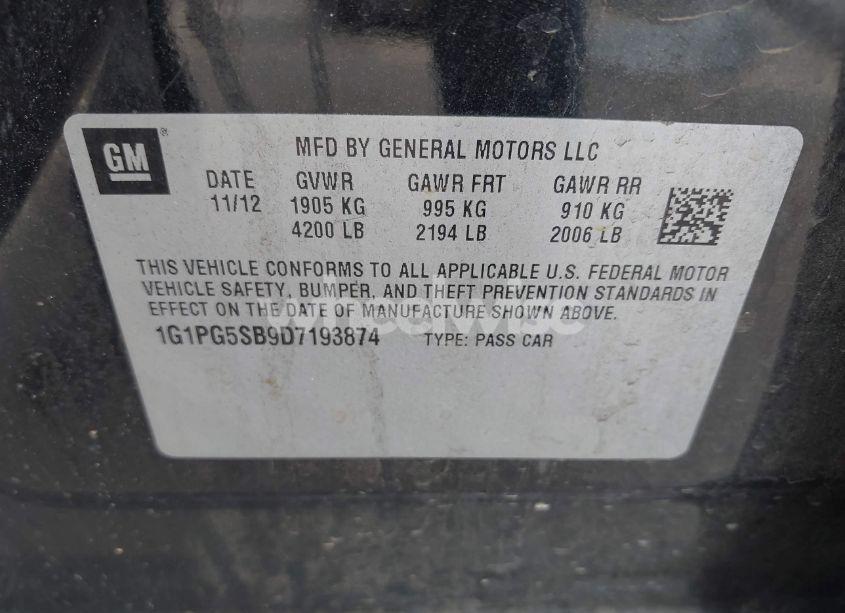 GM
MFD BY GENERAL MOTORS LLC
DATE GVWR GAWR FRT GAWR RR
11/12 1905 KG 995 KG 910 KG
4200 LB 2194 LB 2006 LB
THIS VEHICLE CONFORMS TO ALL APPLICABLE U.S. FEDERAL MOTOR
VEHICLE SAFETY, BUMPER, AND THEFT PREVENTION STANDARDS IN
EFFECT ON THE DATE OF MANUFACTURE SHOWN ABOVE.
1G1PG5SB9D7193874 TYPE: PASS CAR